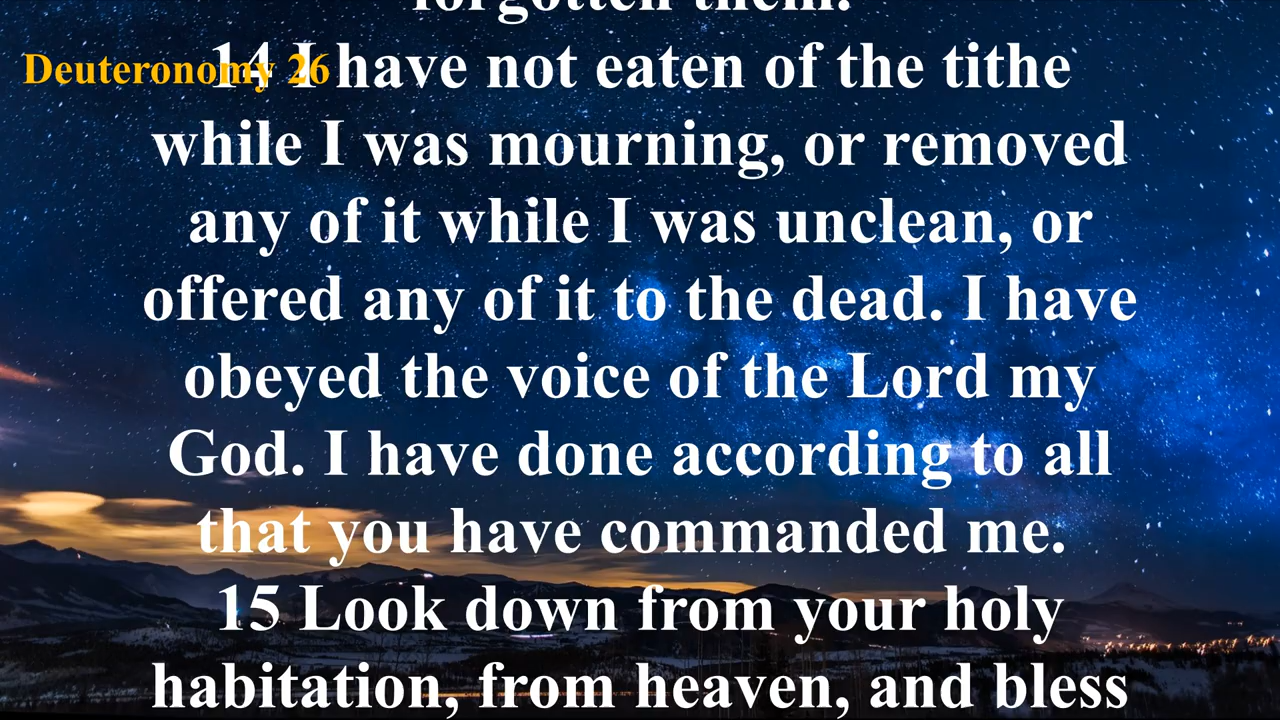 forgotten them.
Deuteronomy 26
14 I have not eaten of the tithe
while I was mourning, or removed
any of it while I was unclean, or
offered any of it to the dead. I have
obeyed the voice of the Lord my
God. I have done according to all
that you have commanded me.
15 Look down from your holy
habitation, from heaven, and bless